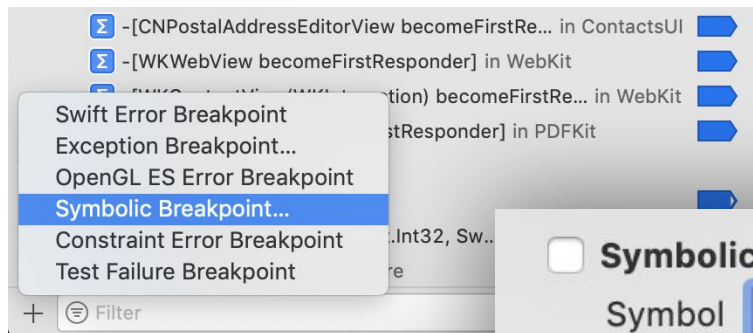 Σ -[CNPostalAddressEditorView becomeFirstRe... in ContactsUI
Σ -[WKWebView becomeFirstResponder] in WebKit
tion) becomeFirstRe... in WebKit
stResponder] in PDFKit
Swift Error Breakpoint
Exception Breakpoint...
OpenGL ES Error Breakpoint
Symbolic Breakpoint...
Constraint Error Breakpoint
Test Failure Breakpoint
.Int32, Sw...
re
+ Filter
Symbolic
Symbol